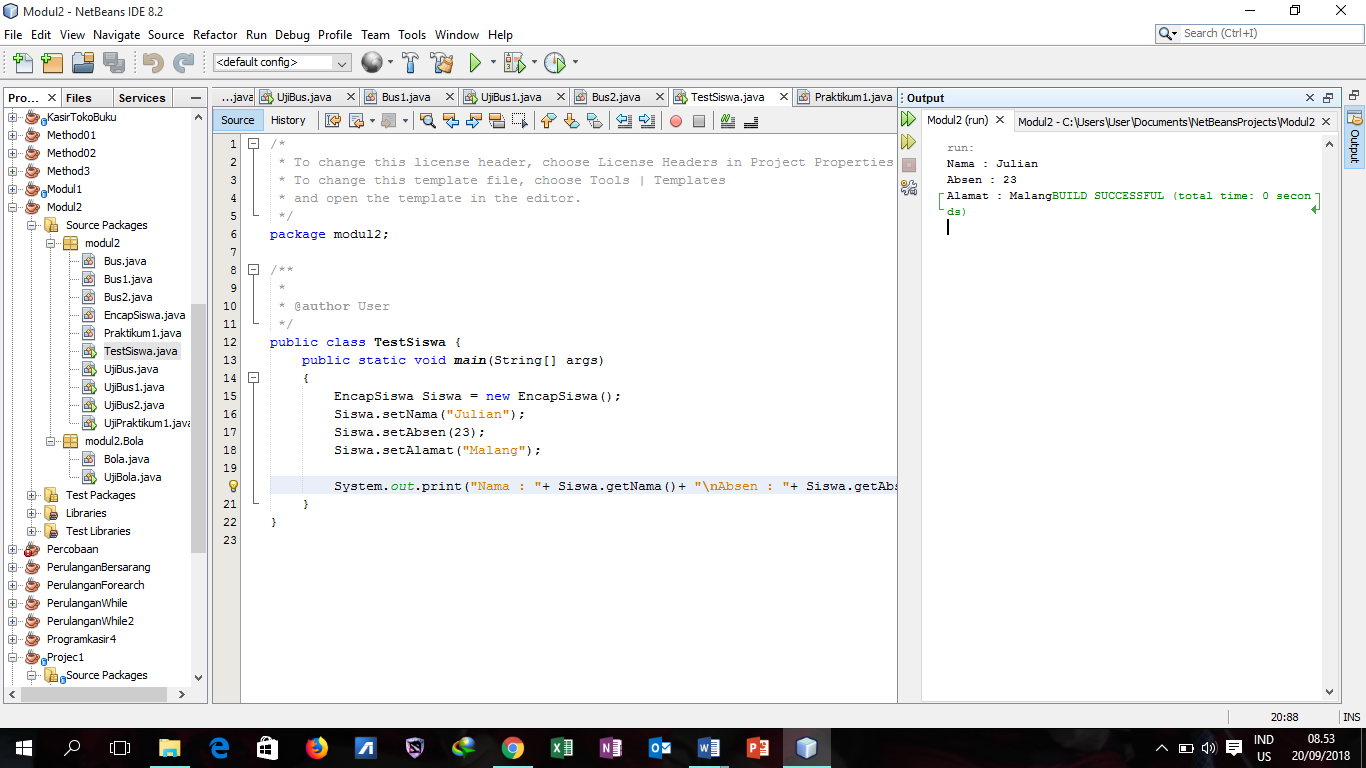 Modul2 - NetBeans IDE 8.2
File Edit View Navigate Source Refactor Run Debug Profile Team Tools Window Help
Search (Ctrl+I)
<default config>
Pro... Files Services
KasirTokoBuku
Method01
Method02
Method3
Modul1
Modul2
Source Packages
modul2
Bus.java
Bus1.java
Bus2.java
EncapSiswa.java
Praktikum1.java
TestSiswa.java
UjiBus.java
UjiBus1.java
UjiBus2.java
UjiPraktikum1.java
modul2.Bola
Bola.java
UjiBola.java
Test Packages
Libraries
Test Libraries
Percobaan
PerulanganBersarang
PerulanganForearch
PerulanganWhile
PerulanganWhile2
Programkasir4
Projec1
Source Packages
...java UjiBus.java Bus1.java UjiBus1.java Bus2.java TestSiswa.java Praktikum1.java
Source History
1 /*
2 * To change this license header, choose License Headers in Project Properties
3 * To change this template file, choose Tools | Templates
4 * and open the template in the editor.
5 */
6 package modul2;
7
8 /**
9 *
10 * @author User
11 */
12 public class TestSiswa {
13 public static void main(String[] args)
14 {
15 EncapSiswa Siswa = new EncapSiswa();
16 Siswa.setNama("Julian");
17 Siswa.setAbsen(23);
18 Siswa.setAlamat("Malang");
19
System.out.print("Nama : "+ Siswa.getNama()+ "\nAbsen : "+ Siswa.getAbs
21 }
22 }
23
Output
Modul2 (run) Modul2 - C:\Users\User\Documents\NetBeansProjects\Modul2
run:
Nama : Julian
Absen : 23
Alamat : MalangBUILD SUCCESSFUL (total time: 0 secon
ds)
Output
20:88 INS
IND
US
08.53
20/09/2018